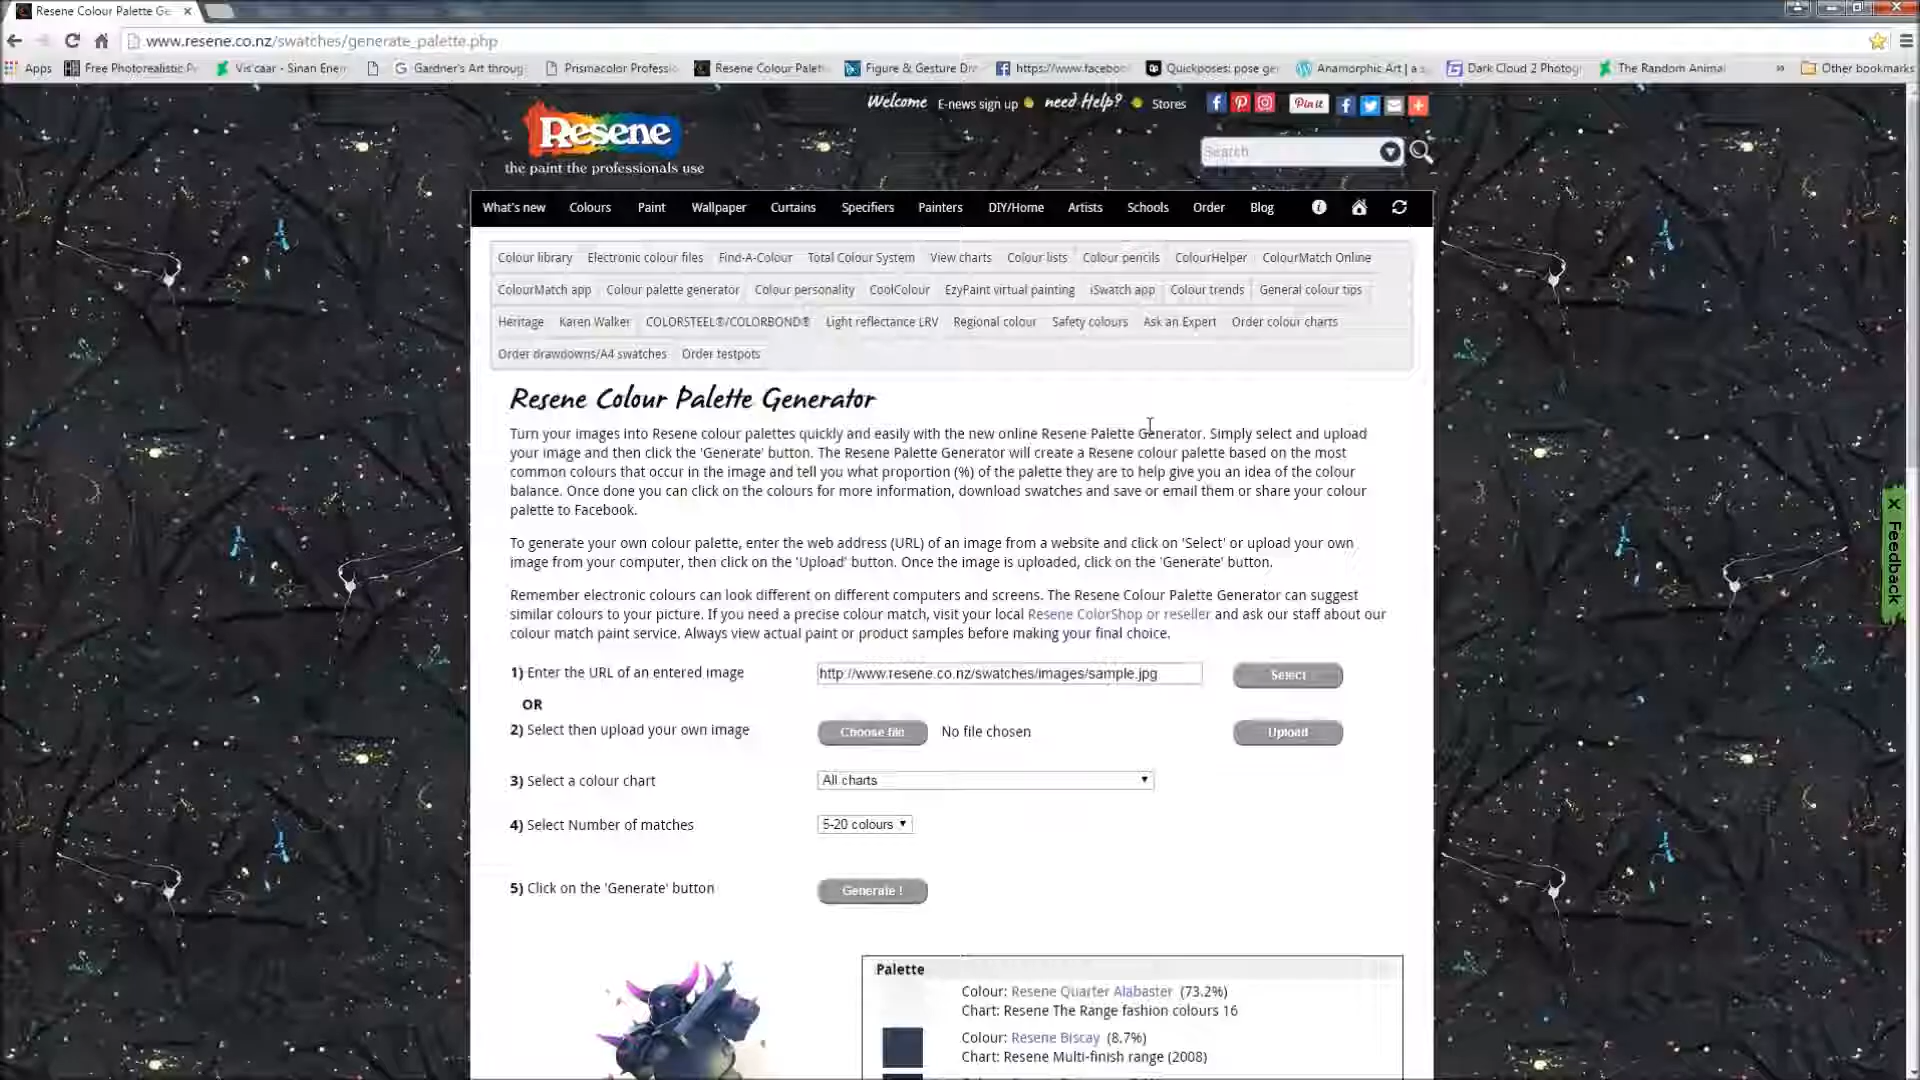 Resene Colour Palette Ge
www.resene.co.nz/swatches/generate_palette.php
Apps Free Photorealistic Pr Vis'caar - Sinan Enem Gardner's Art throug Prismacolor Professio Resene Colour Palett Figure & Gesture Dr https://www.faceboo Quickposes: pose ge Anamorphic Art | a s Dark Cloud 2 Photog The Random Animal » Other bookmarks
Welcome E-news sign up need Help? Stores Pin it
Resene
the paint the professionals use
Search
What's new Colours Paint Wallpaper Curtains Specifiers Painters DIY/Home Artists Schools Order Blog
Colour library Electronic colour files Find-A-Colour Total Colour System View charts Colour lists Colour pencils ColourHelper ColourMatch Online
ColourMatch app Colour palette generator Colour personality CoolColour EzyPaint virtual painting iSwatch app Colour trends General colour tips
Heritage Karen Walker COLORSTEEL®/COLORBOND® Light reflectance LRV Regional colour Safety colours Ask an Expert Order colour charts
Order drawdowns/A4 swatches Order testpots
Resene Colour Palette Generator
Turn your images into Resene colour palettes quickly and easily with the new online Resene Palette Generator. Simply select and upload
your image and then click the 'Generate' button. The Resene Palette Generator will create a Resene colour palette based on the most
common colours that occur in the image and tell you what proportion (%) of the palette they are to help give you an idea of the colour
balance. Once done you can click on the colours for more information, download swatches and save or email them or share your colour
palette to Facebook.
To generate your own colour palette, enter the web address (URL) of an image from a website and click on 'Select' or upload your own
image from your computer, then click on the 'Upload' button. Once the image is uploaded, click on the 'Generate' button.
Remember electronic colours can look different on different computers and screens. The Resene Colour Palette Generator can suggest
similar colours to your picture. If you need a precise colour match, visit your local Resene ColorShop or reseller and ask our staff about our
colour match paint service. Always view actual paint or product samples before making your final choice.
1) Enter the URL of an entered image http://www.resene.co.nz/swatches/images/sample.jpg Select
OR
2) Select then upload your own image Choose file No file chosen Upload
3) Select a colour chart All charts
4) Select Number of matches 5-20 colours
5) Click on the 'Generate' button Generate !
Palette
Colour: Resene Quarter Alabaster (73.2%)
Chart: Resene The Range fashion colours 16
Colour: Resene Biscay (8.7%)
Chart: Resene Multi-finish range (2008)
X Feedback